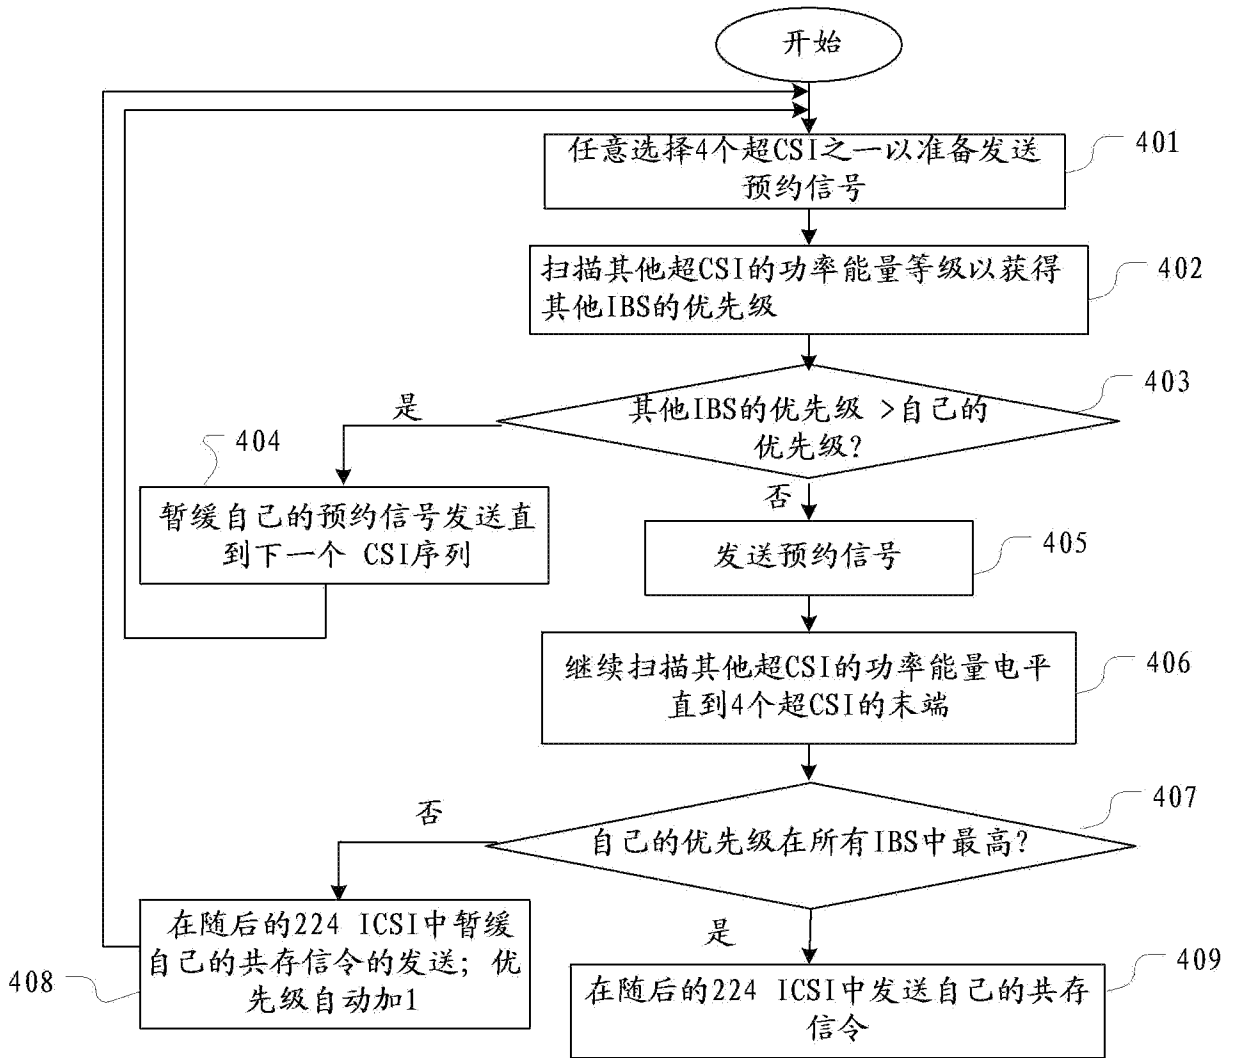 开始
任意选择4个超CSI之一以准备发送
预约信号
401
扫描其他超CSI的功率能量等级以获得
其他IBS的优先级
402
其他IBS的优先级 >自己的
优先级?
403
是
404
暂缓自己的预约信号发送直
到下一个 CSI序列
否
发送预约信号
405
继续扫描其他超CSI的功率能量电平
直到4个超CSI的末端
406
自己的优先级在所有IBS中最高?
407
否
在随后的224 ICSI中暂缓
自己的共存信令的发送; 优
先级自动加1
408
是
在随后的224 ICSI中发送自己的共存
信令
409